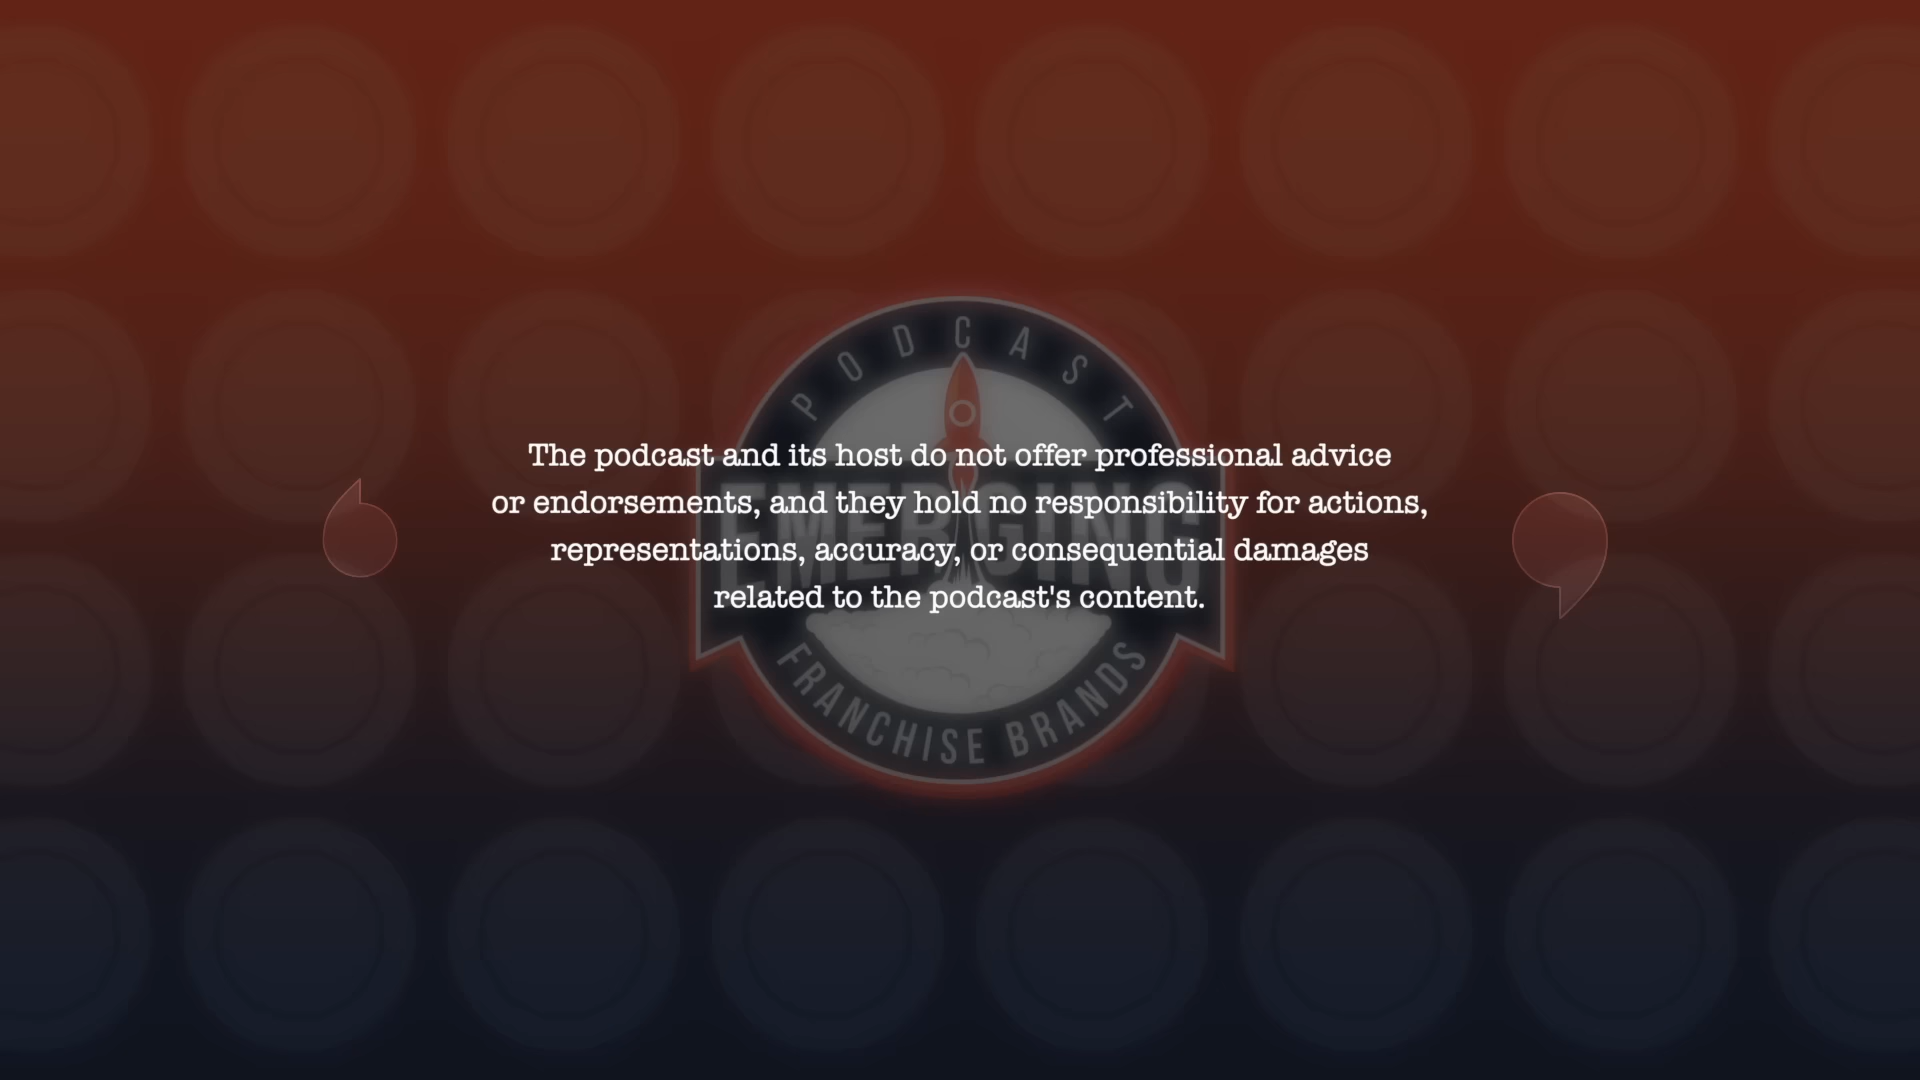 PODCAST
EMERGING
FRANCHISE BRANDS
The podcast and its host do not offer professional advice
or endorsements, and they hold no responsibility for actions,
representations, accuracy, or consequential damages
related to the podcast's content.